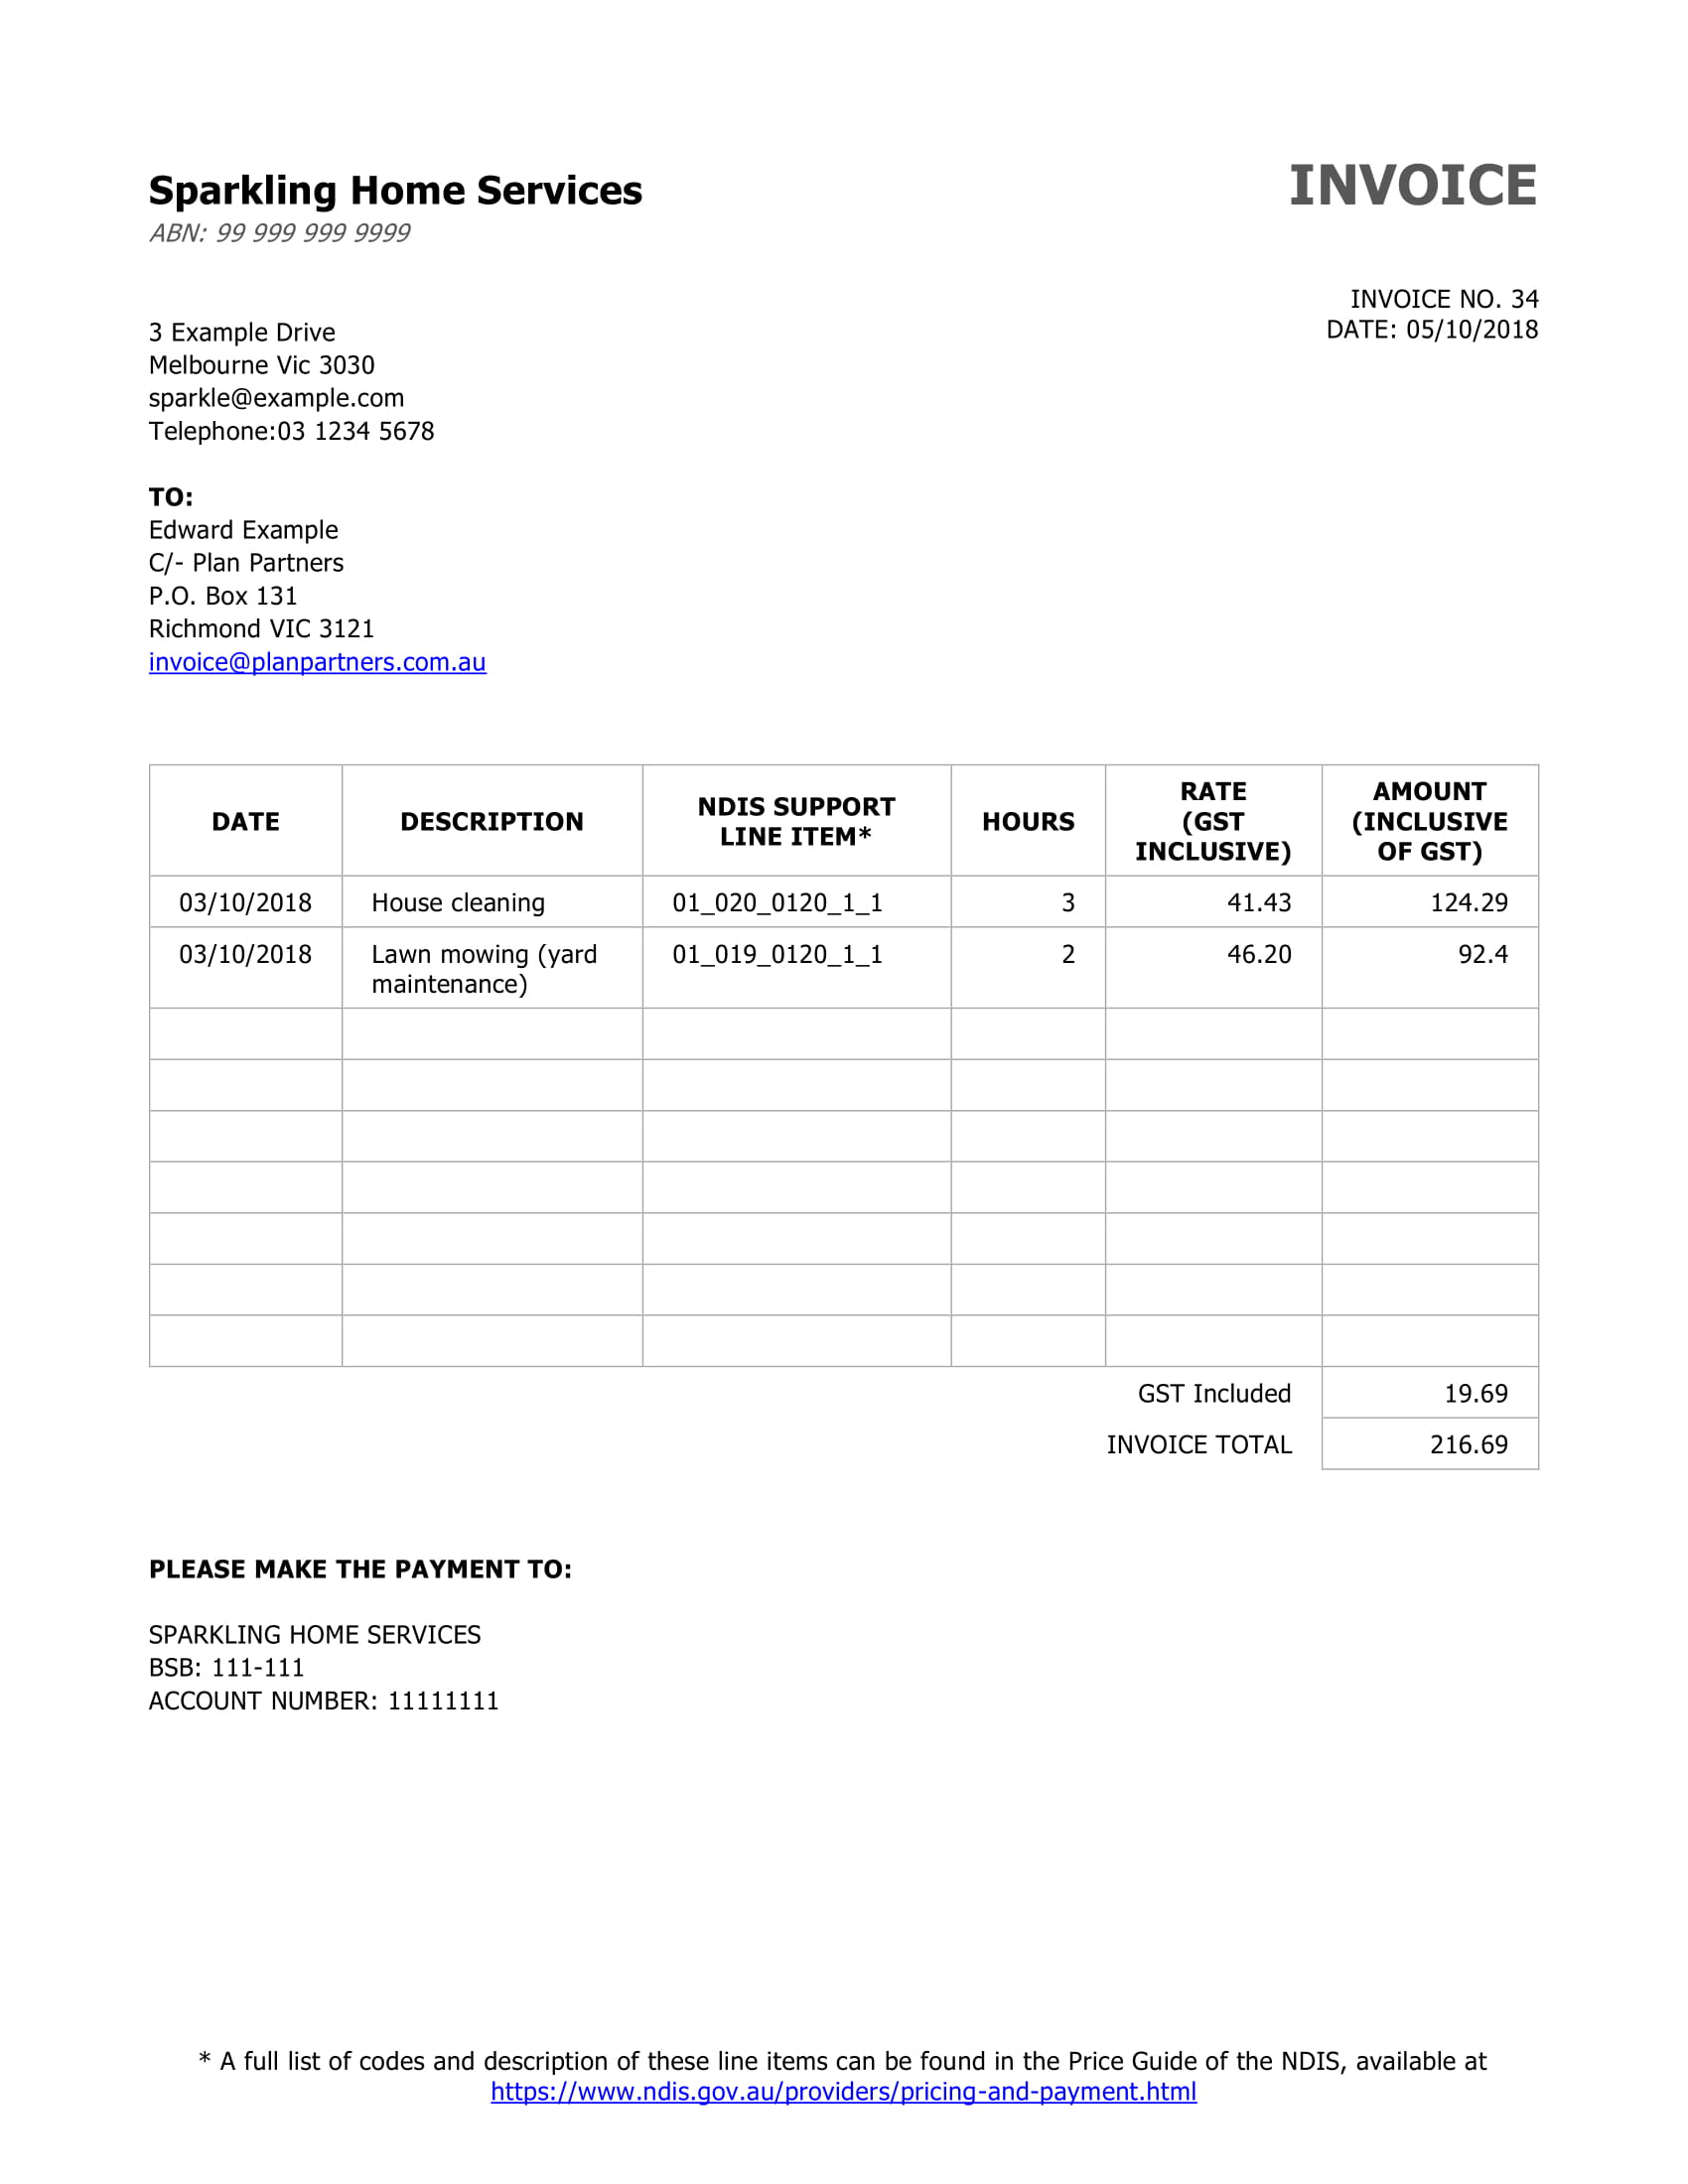 Sparkling Home Services
INVOICE
ABN: 99 999 999 9999
INVOICE NO. 34
DATE: 05/10/2018
3 Example Drive
Melbourne Vic 3030
sparkle@example.com
Telephone:03 1234 5678
TO:
Edward Example
C/- Plan Partners
P.O. Box 131
Richmond VIC 3121
invoice@planpartners.com.au
DATE DESCRIPTION NDIS SUPPORT LINE ITEM* HOURS RATE (GST INCLUSIVE) AMOUNT (INCLUSIVE OF GST)
03/10/2018 House cleaning 01_020_0120_1_1 3 41.43 124.29
03/10/2018 Lawn mowing (yard maintenance) 01_019_0120_1_1 2 46.20 92.4
GST Included 19.69
INVOICE TOTAL 216.69
PLEASE MAKE THE PAYMENT TO:
SPARKLING HOME SERVICES
BSB: 111-111
ACCOUNT NUMBER: 11111111
* A full list of codes and description of these line items can be found in the Price Guide of the NDIS, available at
https://www.ndis.gov.au/providers/pricing-and-payment.html